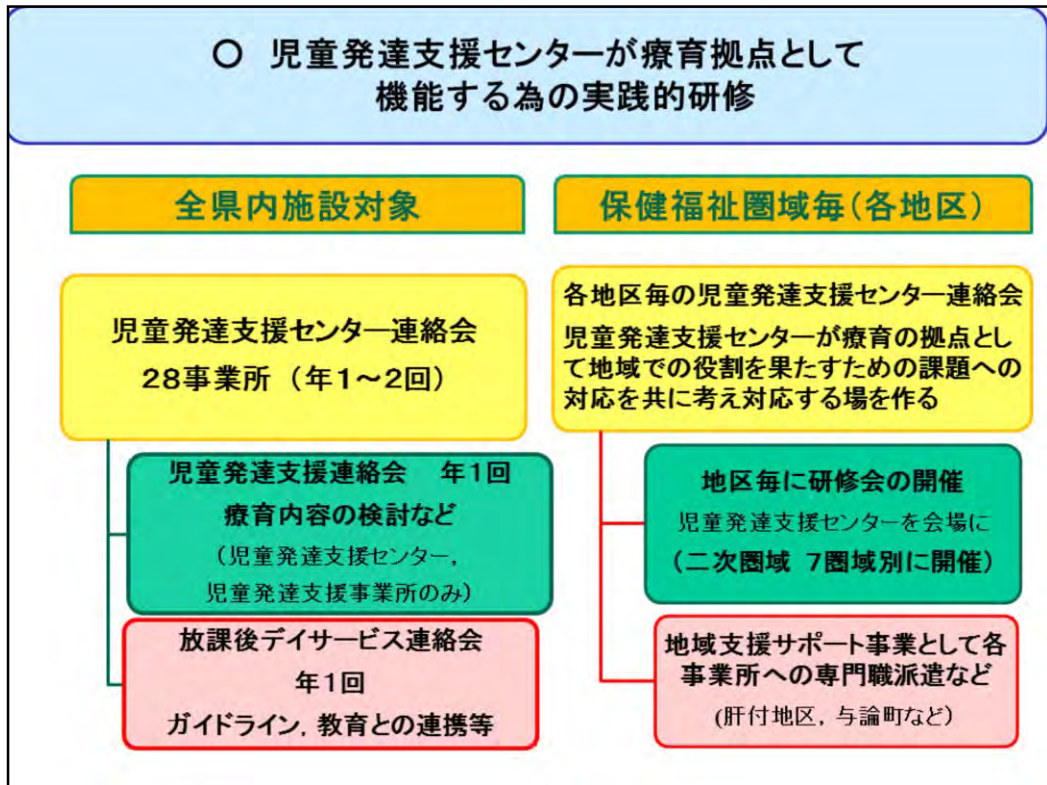 ○ 児童発達支援センターが療育拠点として
機能する為の実践的研修
全県内施設対象
児童発達支援センター連絡会
28事業所（年1～2回）
児童発達支援連絡会　年1回
療育内容の検討など
（児童発達支援センター，
児童発達支援事業所のみ）
放課後デイサービス連絡会
年1回
ガイドライン，教育との連携等
保健福祉圏域毎（各地区）
各地区毎の児童発達支援センター連絡会
児童発達支援センターが療育の拠点とし
て地域での役割を果たすための課題への
対応を共に考え対応する場を作る
地区毎に研修会の開催
児童発達支援センターを会場に
（二次圏域 7圏域別に開催）
地域支援サポート事業として各
事業所への専門職派遣など
（肝付地区，与論町など）